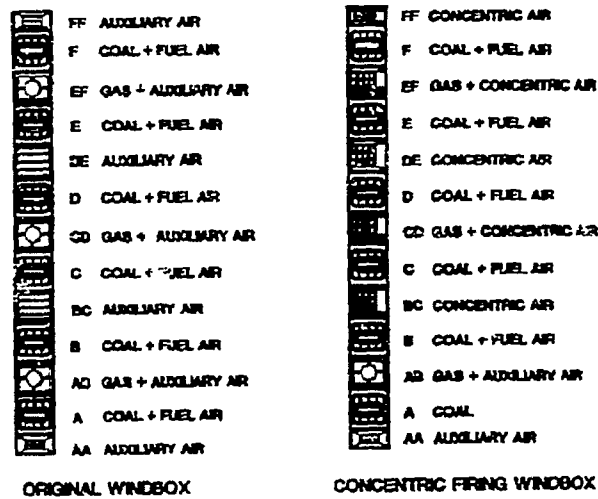 FF AUXILIARY AIR
F COAL + FUEL AIR
EF GAS + AUXILIARY AIR
E COAL + FUEL AIR
DE AUXILIARY AIR
D COAL + FUEL AIR
CD GAS + AUXILIARY AIR
C COAL + FUEL AIR
BC AUXILIARY AIR
B COAL + FUEL AIR
AB GAS + AUXILIARY AIR
A COAL + FUEL AIR
AA AUXILIARY AIR
ORIGINAL WINDBOX
FF CONCENTRIC AIR
F COAL + FUEL AIR
EF GAS + CONCENTRIC AIR
E COAL + FUEL AIR
DE CONCENTRIC AIR
D COAL + FUEL AIR
CD GAS + CONCENTRIC AIR
C COAL + FUEL AIR
BC CONCENTRIC AIR
B COAL + FUEL AIR
AB GAS + AUXILIARY AIR
A COAL
AA AUXILIARY AIR
CONCENTRIC FIRING WINDBOX